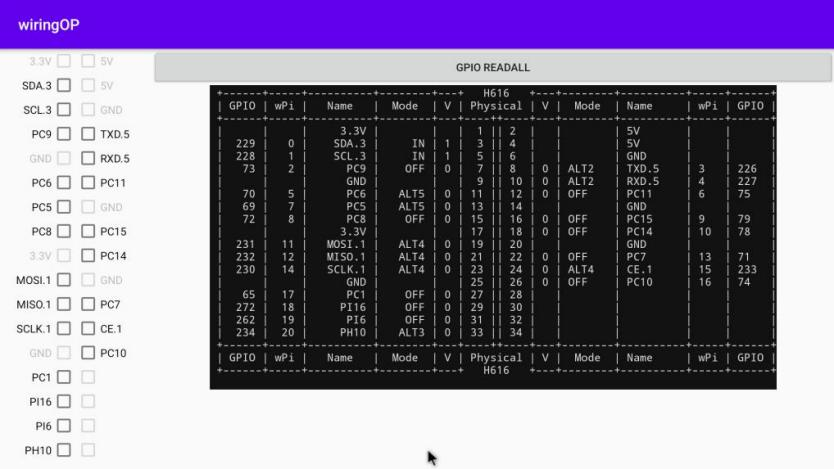 wiringOP
3.3V 5V
SDA.3 5V
SCL.3 GND
PC9 TXD.5
GND RXD.5
PC6 PC11
PC5 GND
PC8 PC15
3.3V PC14
MOSI.1 GND
MISO.1 PC7
SCLK.1 CE.1
GND PC10
PC1
PI16
PI6
PH10
GPIO READALL
+------+-----+----------+--------+---+   H616   +---+--------+----------+-----+------+
| GPIO | wPi |   Name   |  Mode  | V | Physical | V |  Mode  | Name     | wPi | GPIO |
+------+-----+----------+--------+---+----++----+---+--------+----------+-----+------+
|      |     |     3.3V |        |   |  1 || 2  |   |        | 5V       |     |      |
|  229 |   0 |    SDA.3 |     IN | 1 |  3 || 4  |   |        | 5V       |     |      |
|  228 |   1 |    SCL.3 |     IN | 1 |  5 || 6  |   |        | GND      |     |      |
|   73 |   2 |      PC9 |    OFF | 0 |  7 || 8  | 0 | ALT2   | TXD.5    | 3   | 226  |
|      |     |      GND |        |   |  9 || 10 | 0 | ALT2   | RXD.5    | 4   | 227  |
|   70 |   5 |      PC6 |   ALT5 | 0 | 11 || 12 | 0 | OFF    | PC11     | 6   | 75   |
|   69 |   7 |      PC5 |   ALT5 | 0 | 13 || 14 |   |        | GND      |     |      |
|   72 |   8 |      PC8 |    OFF | 0 | 15 || 16 | 0 | OFF    | PC15     | 9   | 79   |
|      |     |     3.3V |        |   | 17 || 18 | 0 | OFF    | PC14     | 10  | 78   |
|  231 |  11 |   MOSI.1 |   ALT4 | 0 | 19 || 20 |   |        | GND      |     |      |
|  232 |  12 |   MISO.1 |   ALT4 | 0 | 21 || 22 | 0 | OFF    | PC7      | 13  | 71   |
|  230 |  14 |   SCLK.1 |   ALT4 | 0 | 23 || 24 | 0 | ALT4   | CE.1     | 15  | 233  |
|      |     |      GND |        |   | 25 || 26 | 0 | OFF    | PC10     | 16  | 74   |
|   65 |  17 |      PC1 |    OFF | 0 | 27 || 28 |   |        |          |     |      |
|  272 |  18 |     PI16 |    OFF | 0 | 29 || 30 |   |        |          |     |      |
|  262 |  19 |      PI6 |    OFF | 0 | 31 || 32 |   |        |          |     |      |
|  234 |  20 |     PH10 |   ALT3 | 0 | 33 || 34 |   |        |          |     |      |
+------+-----+----------+--------+---+----++----+---+--------+----------+-----+------+
| GPIO | wPi |   Name   |  Mode  | V | Physical | V |  Mode  | Name     | wPi | GPIO |
+------+-----+----------+--------+---+   H616   +---+--------+----------+-----+------+